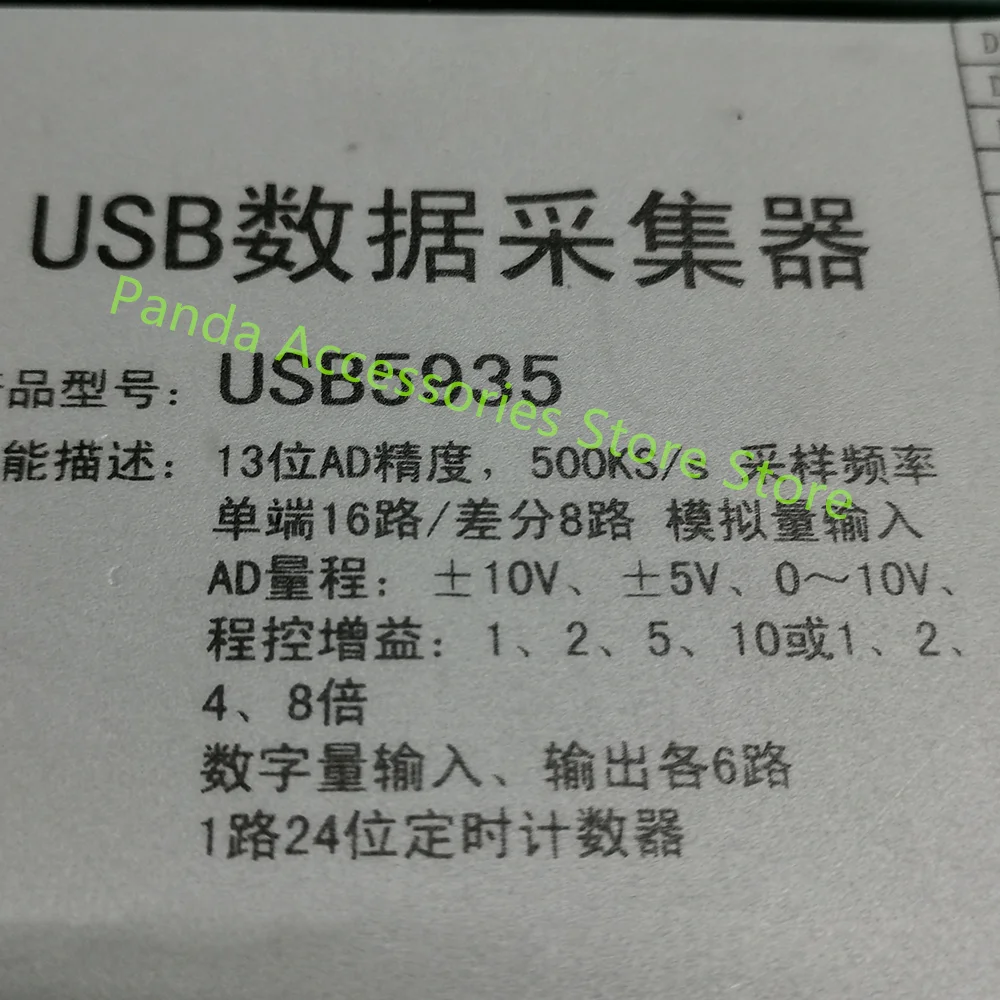 USB数据采集器
Panda Accessories Store Store
产品型号：USB5935
能描述：13位AD精度，500KS/s 采样频率
单端16路/差分8路 模拟量输入
AD量程：±10V、±5V、0～10V、
程控增益：1、2、5、10或1、2、
4、8倍
数字量输入、输出各6路
1路24位定时计数器